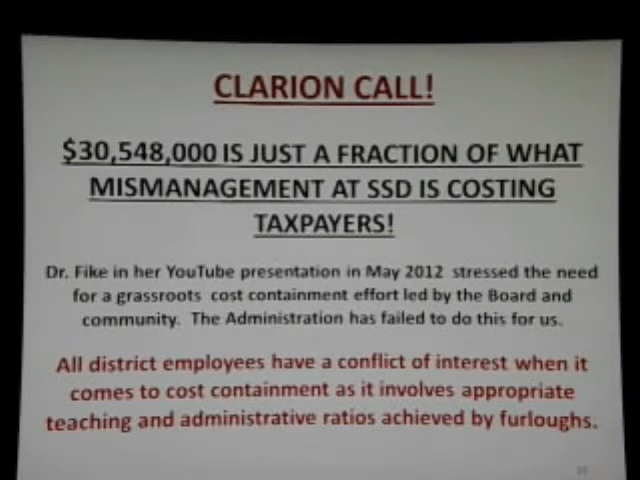 CLARION CALL!
$30,548,000 IS JUST A FRACTION OF WHAT
MISMANAGEMENT AT SSD IS COSTING
TAXPAYERS!
Dr. Fike in her YouTube presentation in May 2012 stressed the need
for a grassroots cost containment effort led by the Board and
community. The Administration has failed to do this for us.
All district employees have a conflict of interest when it
comes to cost containment as it involves appropriate
teaching and administrative ratios achieved by furloughs.